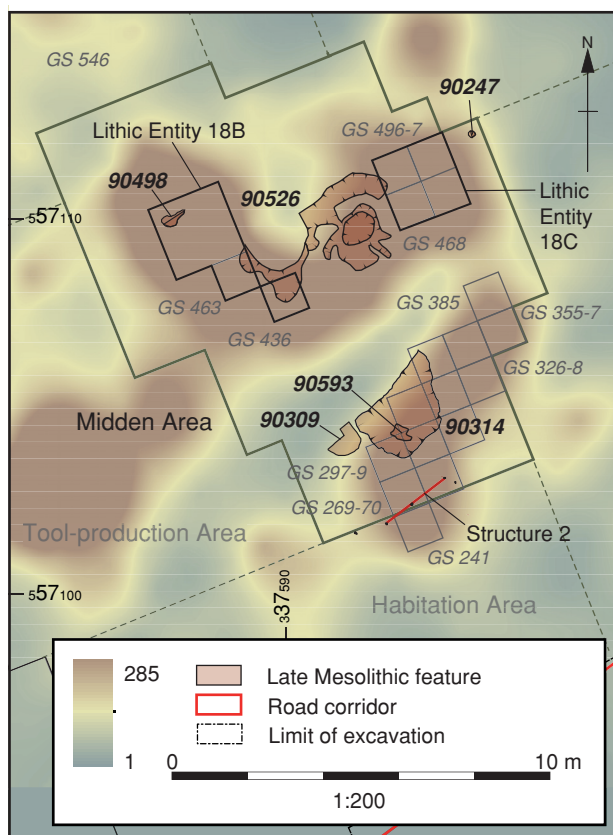 GS 546
N
90247
GS 496-7
Lithic Entity 18B
90498
90526
Lithic
Entity
18C
557110
GS 468
GS 385
GS 355-7
GS 463
GS 436
GS 326-8
90593
Midden Area
90309
90314
GS 297-9
GS 269-70
Tool-production Area
Structure 2
GS 241
557100
337590
Habitation Area
285
1
Late Mesolithic feature
Road corridor
Limit of excavation
0 10 m
1:200